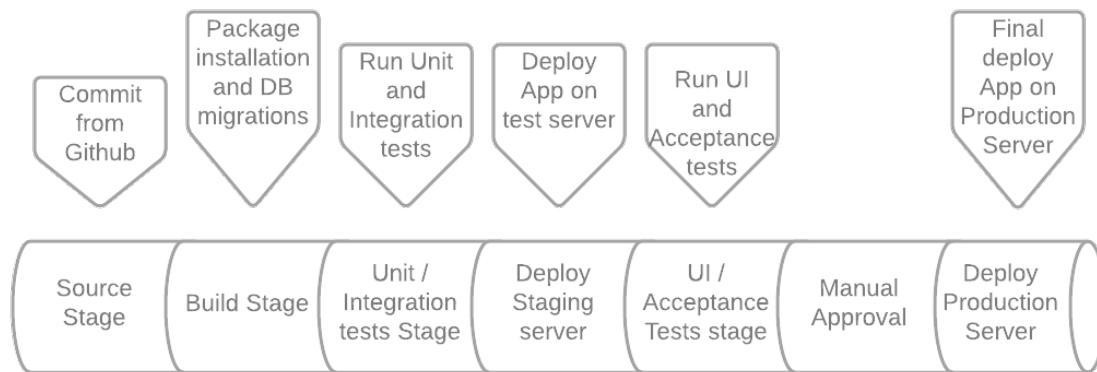 Commit
from
Github
Package
installation
and DB
migrations
Run Unit
and
Integration
tests
Deploy
App on
test server
Run UI
and
Acceptance
tests
Final
deploy
App on
Production
Server
Source
Stage
Build Stage
Unit /
Integration
tests Stage
Deploy
Staging
server
UI /
Acceptance
Tests stage
Manual
Approval
Deploy
Production
Server